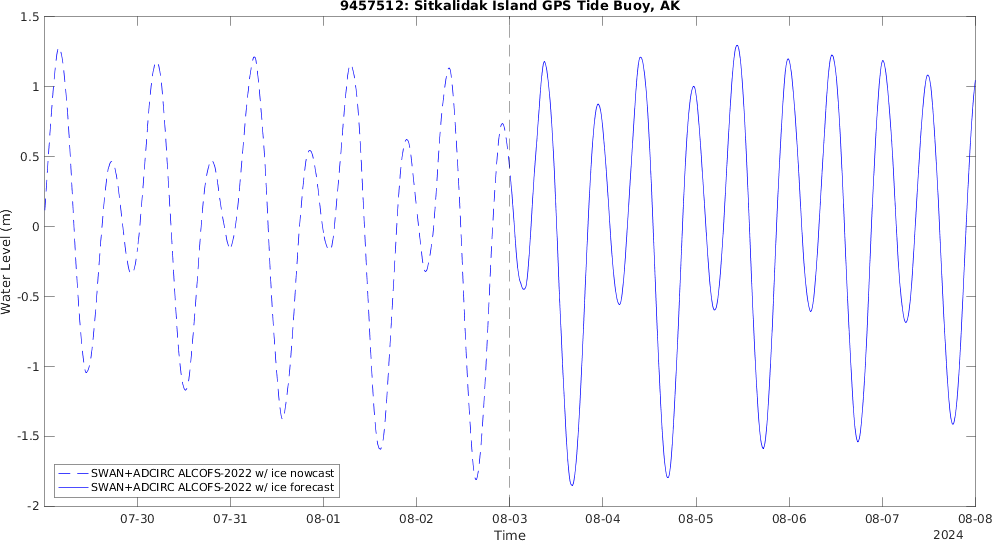 9457512: Sitkalidak Island GPS Tide Buoy, AK
1.5
1
0.5
0
-0.5
-1
-1.5
-2
Water Level (m)
SWAN+ADCIRC ALCOFS-2022 w/ ice nowcast
SWAN+ADCIRC ALCOFS-2022 w/ ice forecast
07-30 07-31 08-01 08-02 08-03 08-04 08-05 08-06 08-07 08-08
Time
2024